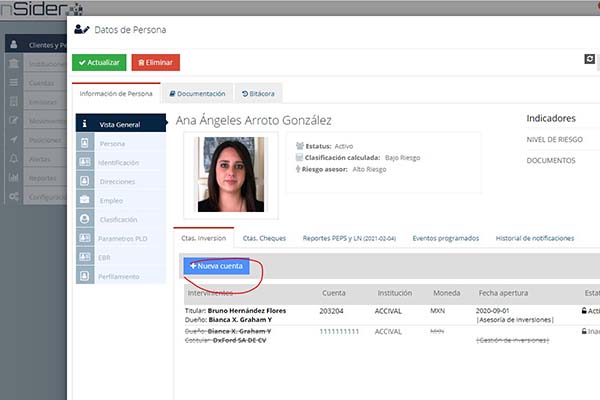 nSider
Datos de Persona
Actualizar Eliminar
Clientes y Pe
Instituciones
Cuentas
Emisores
Movimientos
Posiciones
Alertas
Reportes
Configuració
Información de Persona Documentación Bitácora
Vista General
Persona
Identificación
Direcciones
Empleo
Clasificación
Parametros PLD
EBR
Perfilamiento
Ana Ángeles Arroto González
Estatus: Activo
Clasificación calculada: Bajo Riesgo
Riesgo asesor: Alto Riesgo
Indicadores
NIVEL DE RIESGO
DOCUMENTOS
Ctas. Inversion Ctas. Cheques Reportes PEPS y LN (2021-02-04) Eventos programados Historial de notificaciones
+ Nueva cuenta
Intervinientes Cuenta Institución Moneda Fecha apertura Estat
Titular: Bruno Hernández Flores 203204 ACCIVAL MXN 2020-09-01 Acti
Dueño: Bianca X. Graham Y |Asesoría de Inversiones|
Dueño: Bianca X. Graham Y 1111111111 ACCIVAL MXN Inac
Cotitular: DxFord SA DE CV |Gestión de inversiones|